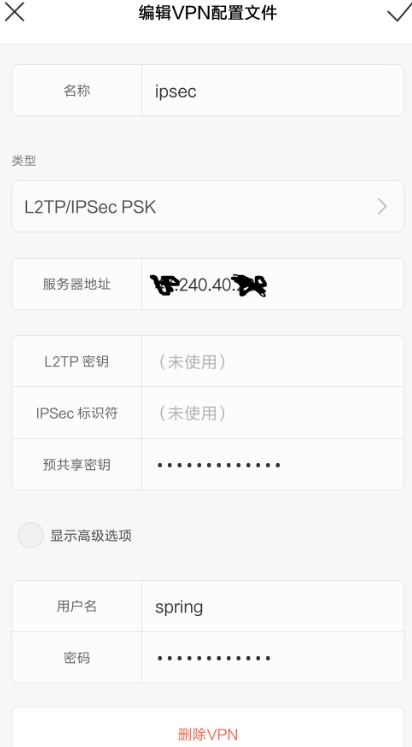 编辑VPN配置文件
名称 ipsec
类型
L2TP/IPSec PSK
服务器地址 .240.40.
L2TP 密钥 （未使用）
IPSec 标识符 （未使用）
预共享密钥 •••••••••••••
显示高级选项
用户名 spring
密码 ••••••••••••
删除VPN